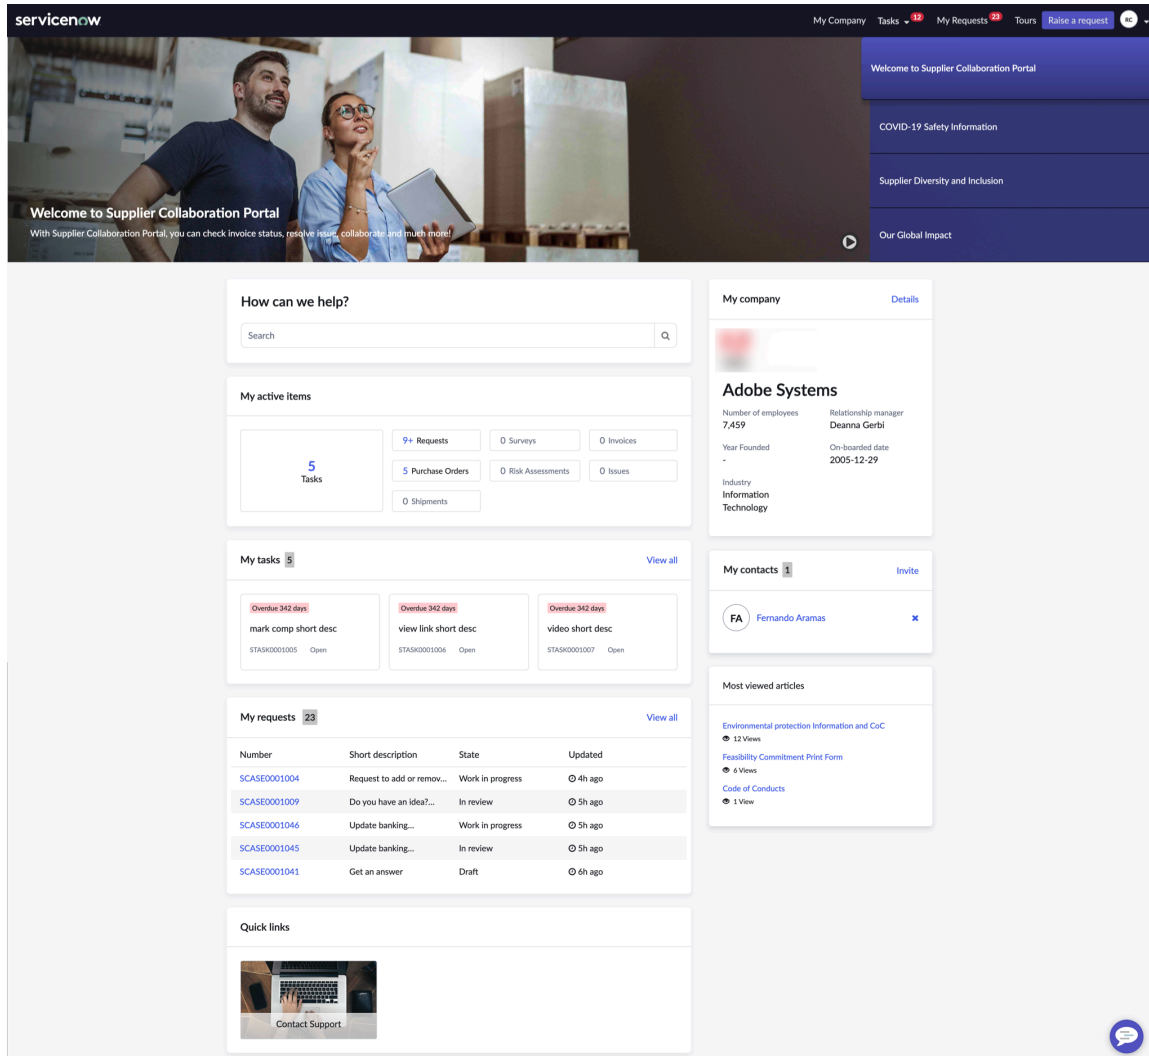 servicenow
My Company Tasks 12 My Requests 23 Tours Raise a request RC
Welcome to Supplier Collaboration Portal
With Supplier Collaboration Portal, you can check invoice status, resolve issue, collaborate and much more!
Welcome to Supplier Collaboration Portal
COVID-19 Safety Information
Supplier Diversity and Inclusion
Our Global Impact
How can we help?
Search
My active items
5
Tasks
9+ Requests
0 Surveys
0 Invoices
5 Purchase Orders
0 Risk Assessments
0 Issues
0 Shipments
My tasks 5 View all
Overdue 342 days
mark comp short desc
STASK0001005 Open
Overdue 342 days
view link short desc
STASK0001006 Open
Overdue 342 days
video short desc
STASK0001007 Open
My requests 23 View all
Number Short description State Updated
SCASE0001004 Request to add or remov... Work in progress 4h ago
SCASE0001009 Do you have an idea?... In review 5h ago
SCASE0001046 Update banking... Work in progress 5h ago
SCASE0001045 Update banking... In review 5h ago
SCASE0001041 Get an answer Draft 6h ago
Quick links
Contact Support
My company Details
Adobe Systems
Number of employees
7,459
Relationship manager
Deanna Gerbi
Year Founded
-
On-boarded date
2005-12-29
Industry
Information
Technology
My contacts 1 Invite
FA Fernando Aramas
Most viewed articles
Environmental protection Information and CoC
12 Views
Feasibility Commitment Print Form
6 Views
Code of Conducts
1 View